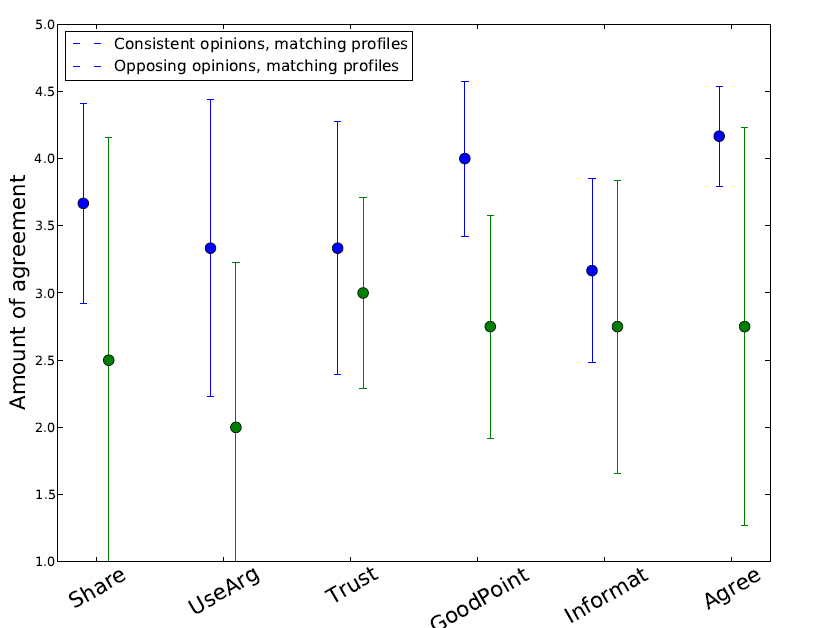 Consistent opinions, matching profiles
Opposing opinions, matching profiles
Amount of agreement
5.0
4.5
4.0
3.5
3.0
2.5
2.0
1.5
1.0
Share
UseArg
Trust
GoodPoint
Informat
Agree